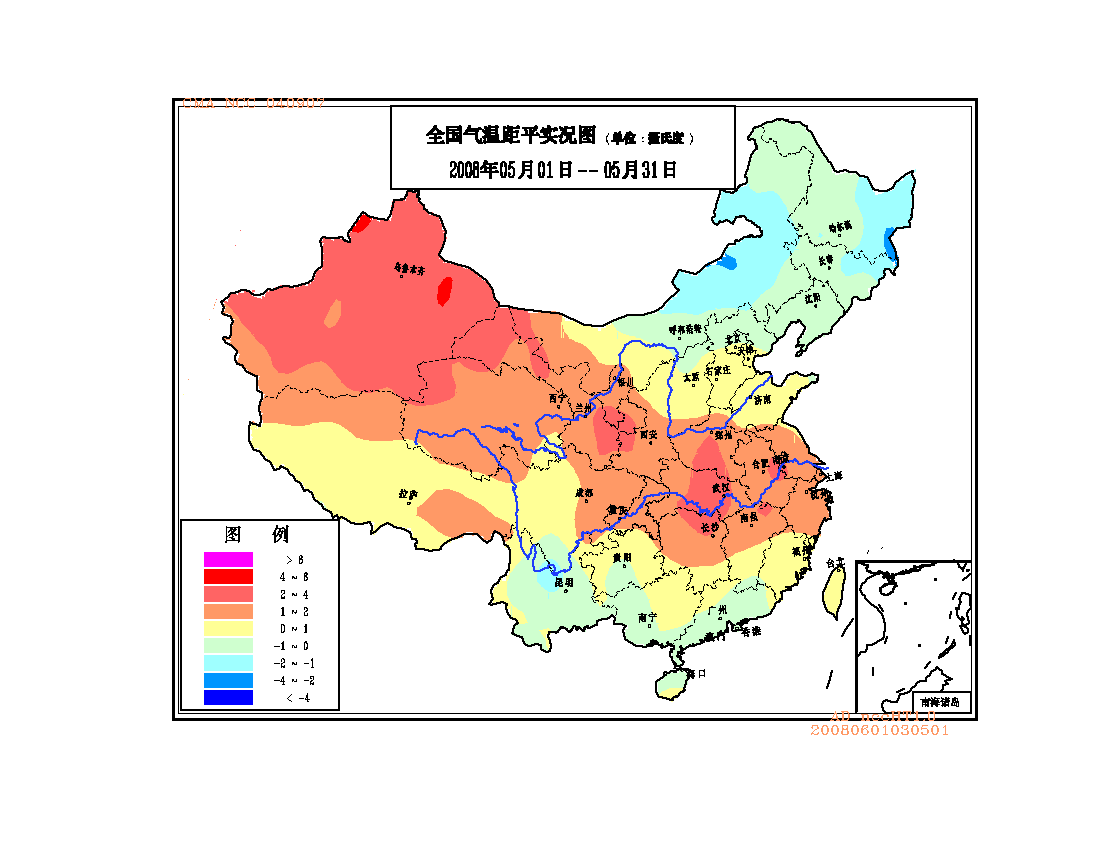 CMA NCC 040902
全国气温距平实况图 (单位:摄氏度)
2008年05月01日 -- 05月31日
哈尔滨
长春
乌鲁木齐
沈阳
呼和浩特
北京
天津
太原
石家庄
银川
济南
西宁
兰州
西安
郑州
合肥
南京
上海
拉萨
成都
武汉
杭州
重庆
长沙
南昌
贵阳
福州
台北
昆明
南宁
广州
澳门
香港
海口
图 例
> 6
4 ~ 6
2 ~ 4
1 ~ 2
0 ~ 1
-1 ~ 0
-2 ~ -1
-4 ~ -2
< -4
南海诸岛
20080601030501